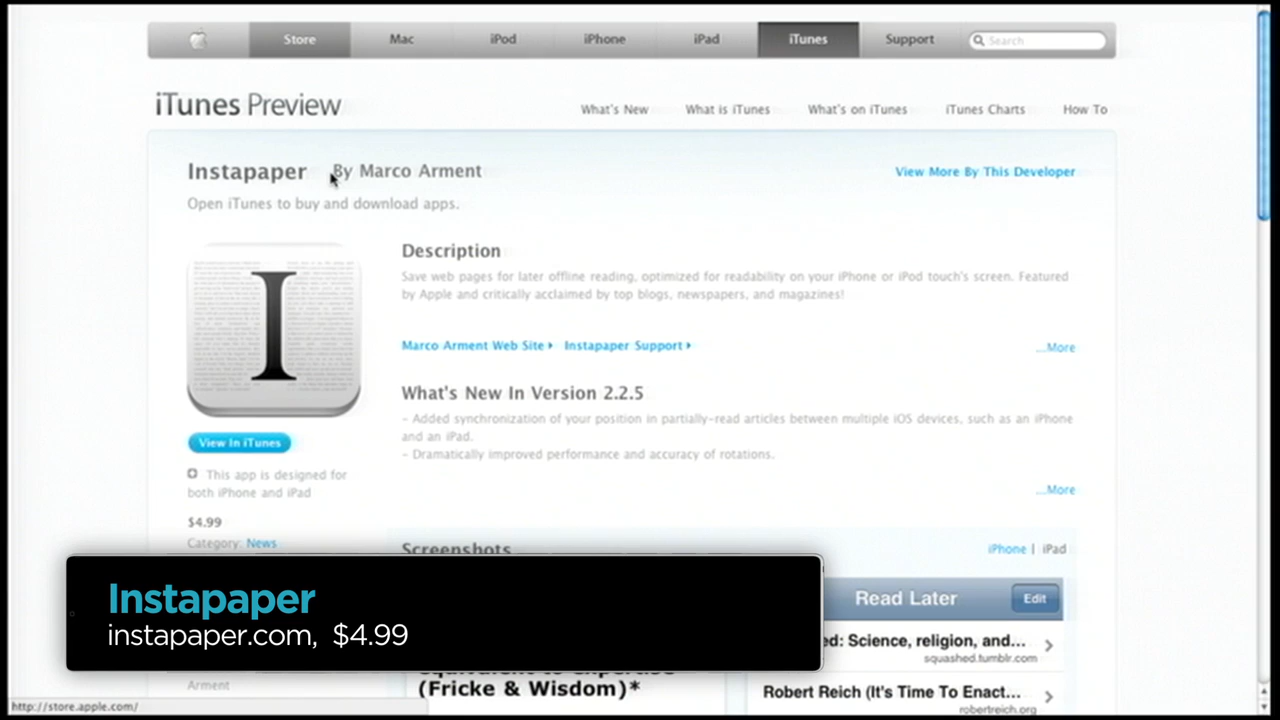 Store Mac iPod iPhone iPad iTunes Support Search
iTunes Preview
What's New What is iTunes What's on iTunes iTunes Charts How To
Instapaper By Marco Arment
View More By This Developer
Open iTunes to buy and download apps.
I
View In iTunes
This app is designed for
both iPhone and iPad
$4.99
Category: News
Description
Save web pages for later offline reading, optimized for readability on your iPhone or iPod touch's screen. Featured
by Apple and critically acclaimed by top blogs, newspapers, and magazines!
Marco Arment Web Site Instapaper Support
...More
What's New In Version 2.2.5
- Added synchronization of your position in partially-read articles between multiple iOS devices, such as an iPhone
and an iPad.
- Dramatically improved performance and accuracy of rotations.
...More
Screenshots
iPhone | iPad
Instapaper
instapaper.com, $4.99
Arment
equivalent to expertise
(Fricke & Wisdom)*
Read Later Edit
ed: Science, religion, and...
squashed.tumblr.com
Robert Reich (It's Time To Enact...
robertreich.org
http://store.apple.com/